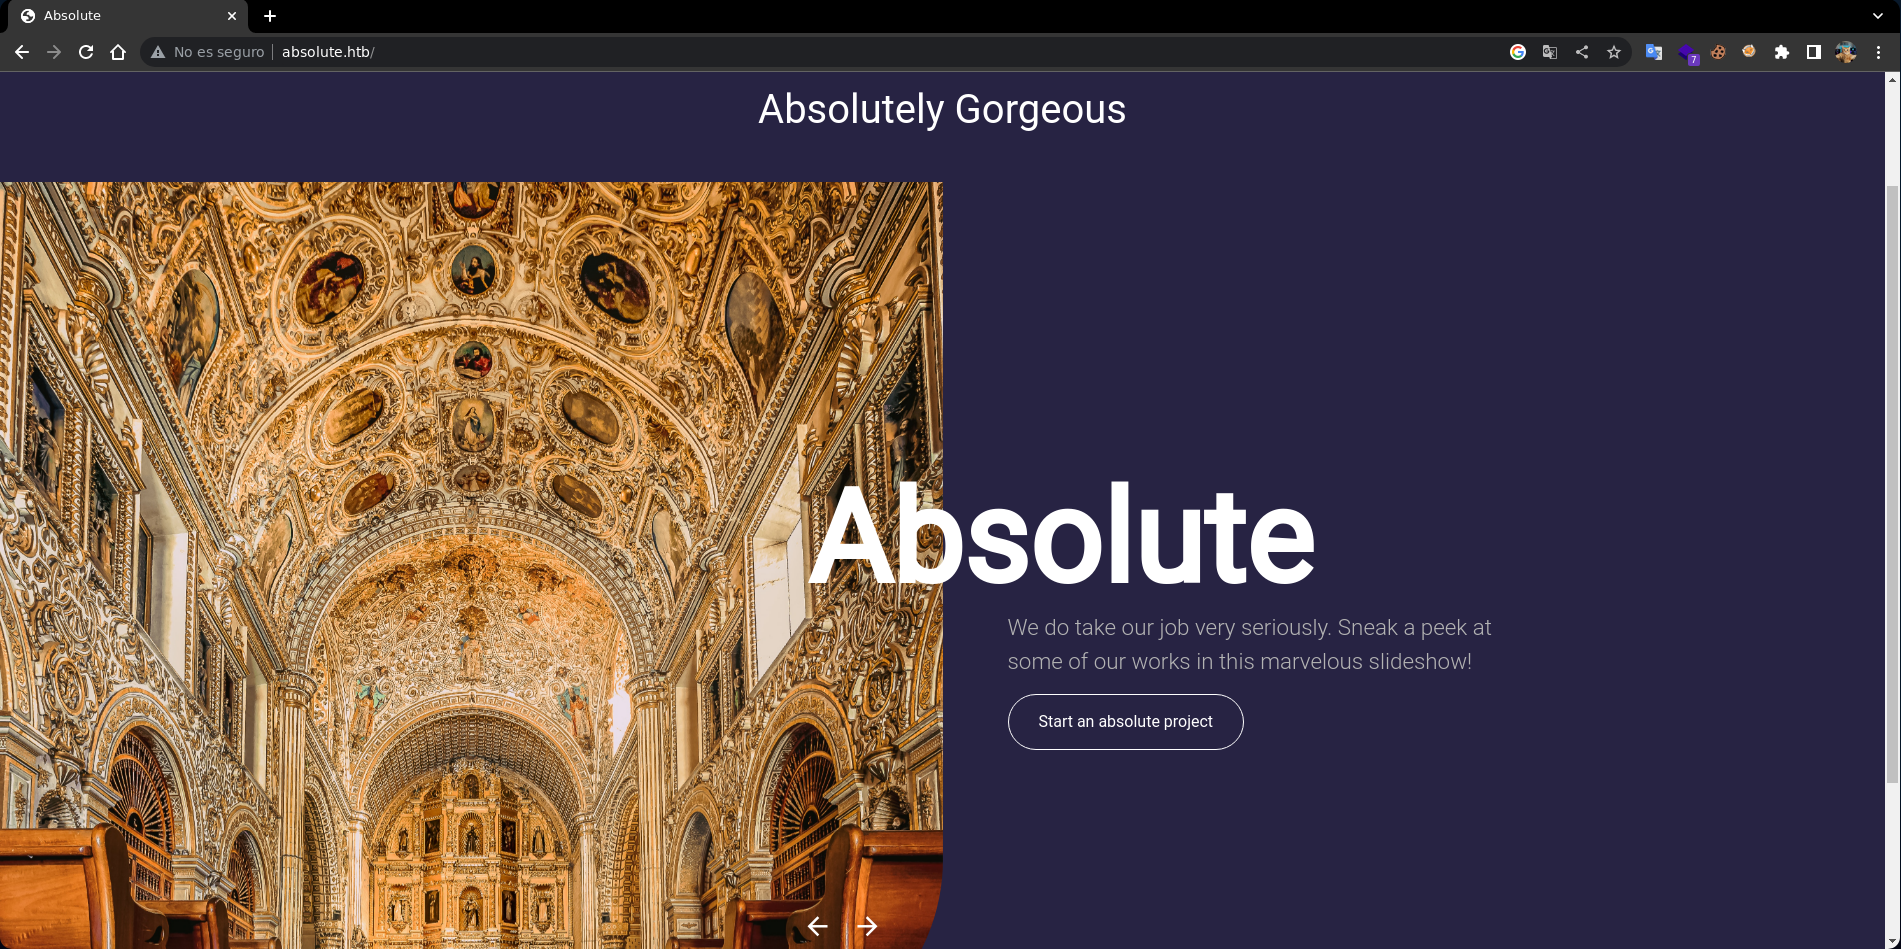 Absolute
No es seguro
absolute.htb/
7
Absolutely Gorgeous
Absolute
We do take our job very seriously. Sneak a peek at
some of our works in this marvelous slideshow!
Start an absolute project